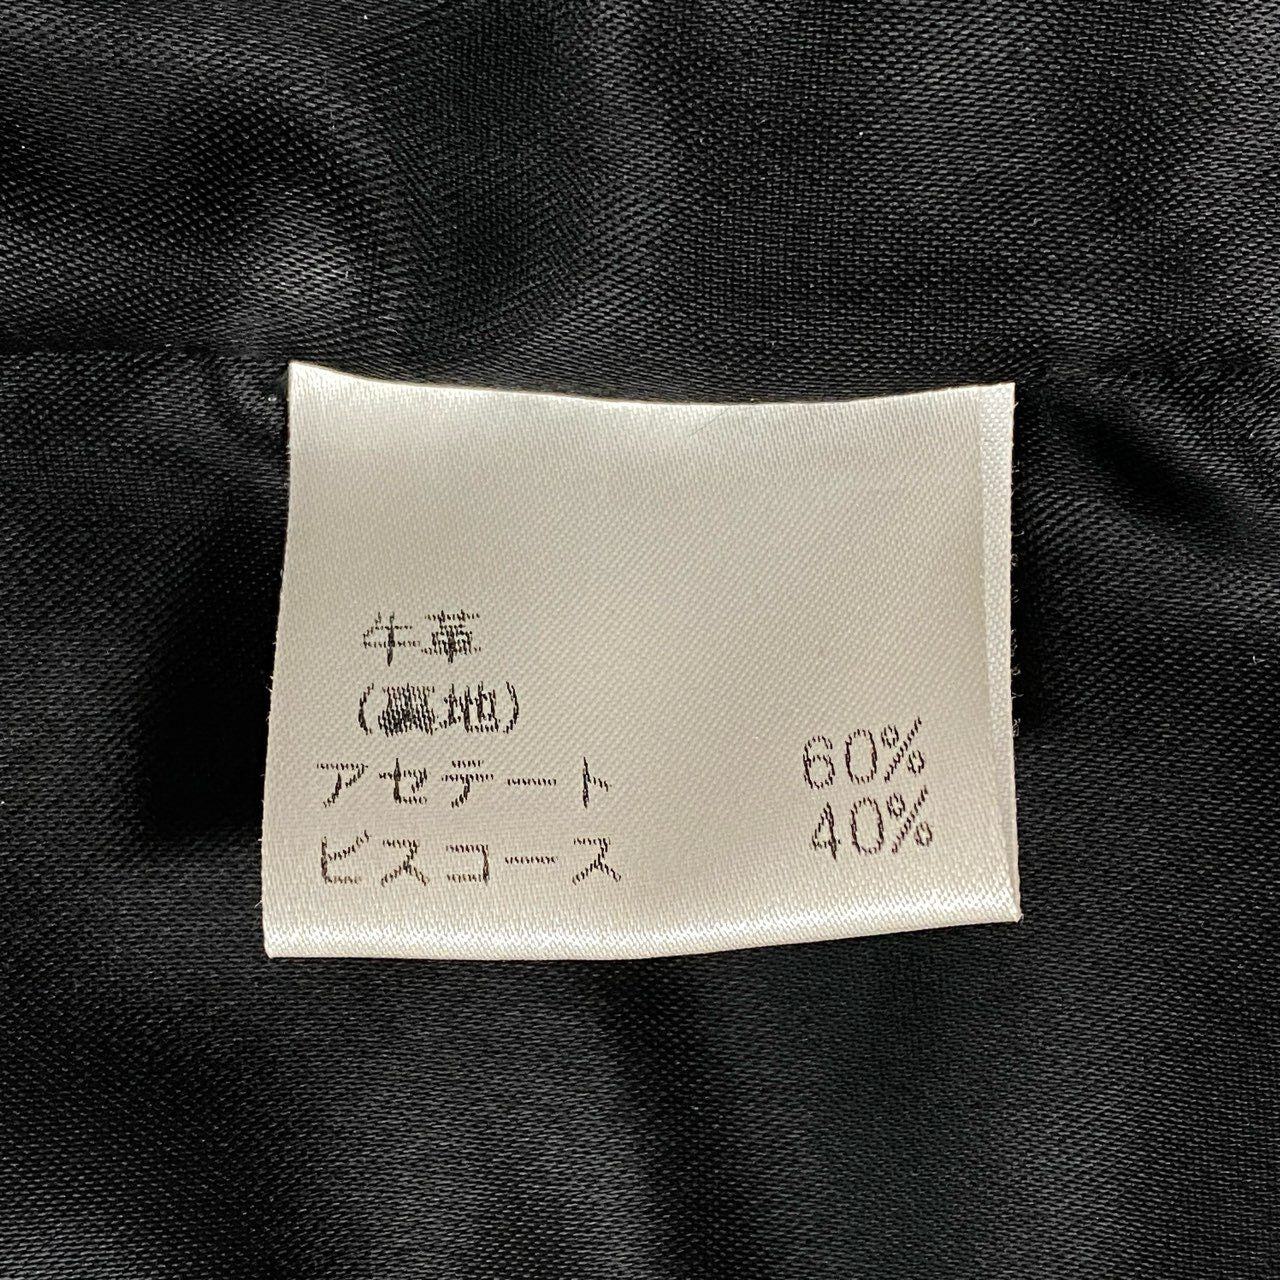 牛革
(裏地)
アセテート 60%
ビスコース 40%